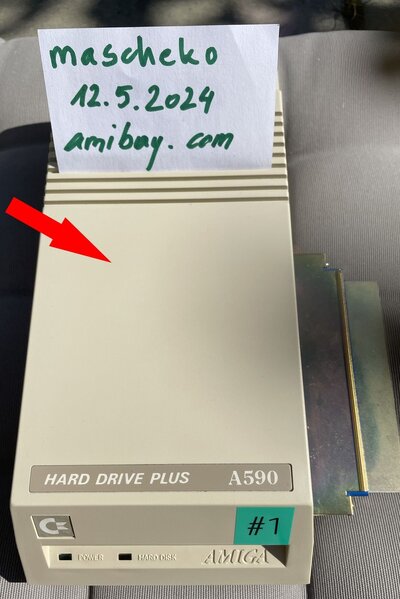 mascheko
12.5.2024
amibay.com
HARD DRIVE PLUS A590
#1
POWER HARD DISK AMIGA